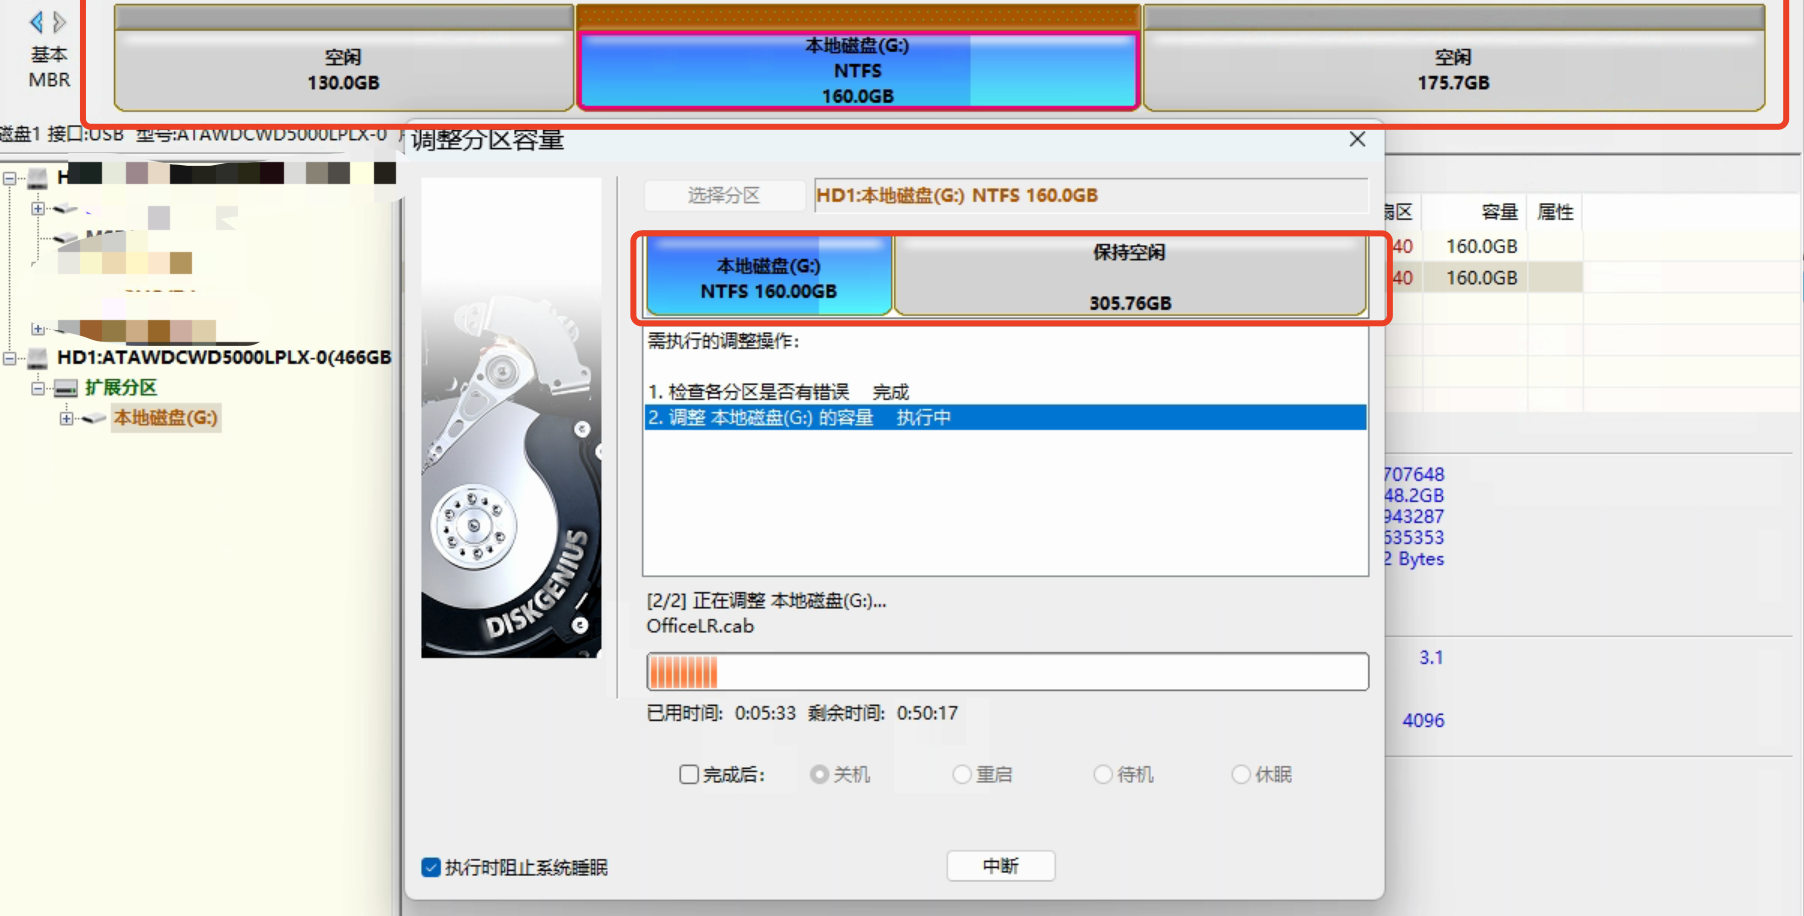 基本
MBR
空闲
130.0GB
本地磁盘(G:)
NTFS
160.0GB
空闲
175.7GB
磁盘1 接口:USB 型号:ATAWDCWD5000LPLX-0
HD1:ATAWDCWD5000LPLX-0(466GB
扩展分区
本地磁盘(G:)
调整分区容量
选择分区
HD1:本地磁盘(G:) NTFS 160.0GB
本地磁盘(G:)
NTFS 160.00GB
保持空闲
305.76GB
需执行的调整操作:
1. 检查各分区是否有错误 完成
2. 调整 本地磁盘(G:) 的容量 执行中
DISKGENIUS
[2/2] 正在调整 本地磁盘(G:)...
OfficeLR.cab
已用时间: 0:05:33 剩余时间: 0:50:17
完成后:
关机
重启
待机
休眠
执行时阻止系统睡眠
中断
扇区 容量 属性
40 160.0GB
40 160.0GB
707648
48.2GB
943287
635353
2 Bytes
3.1
4096